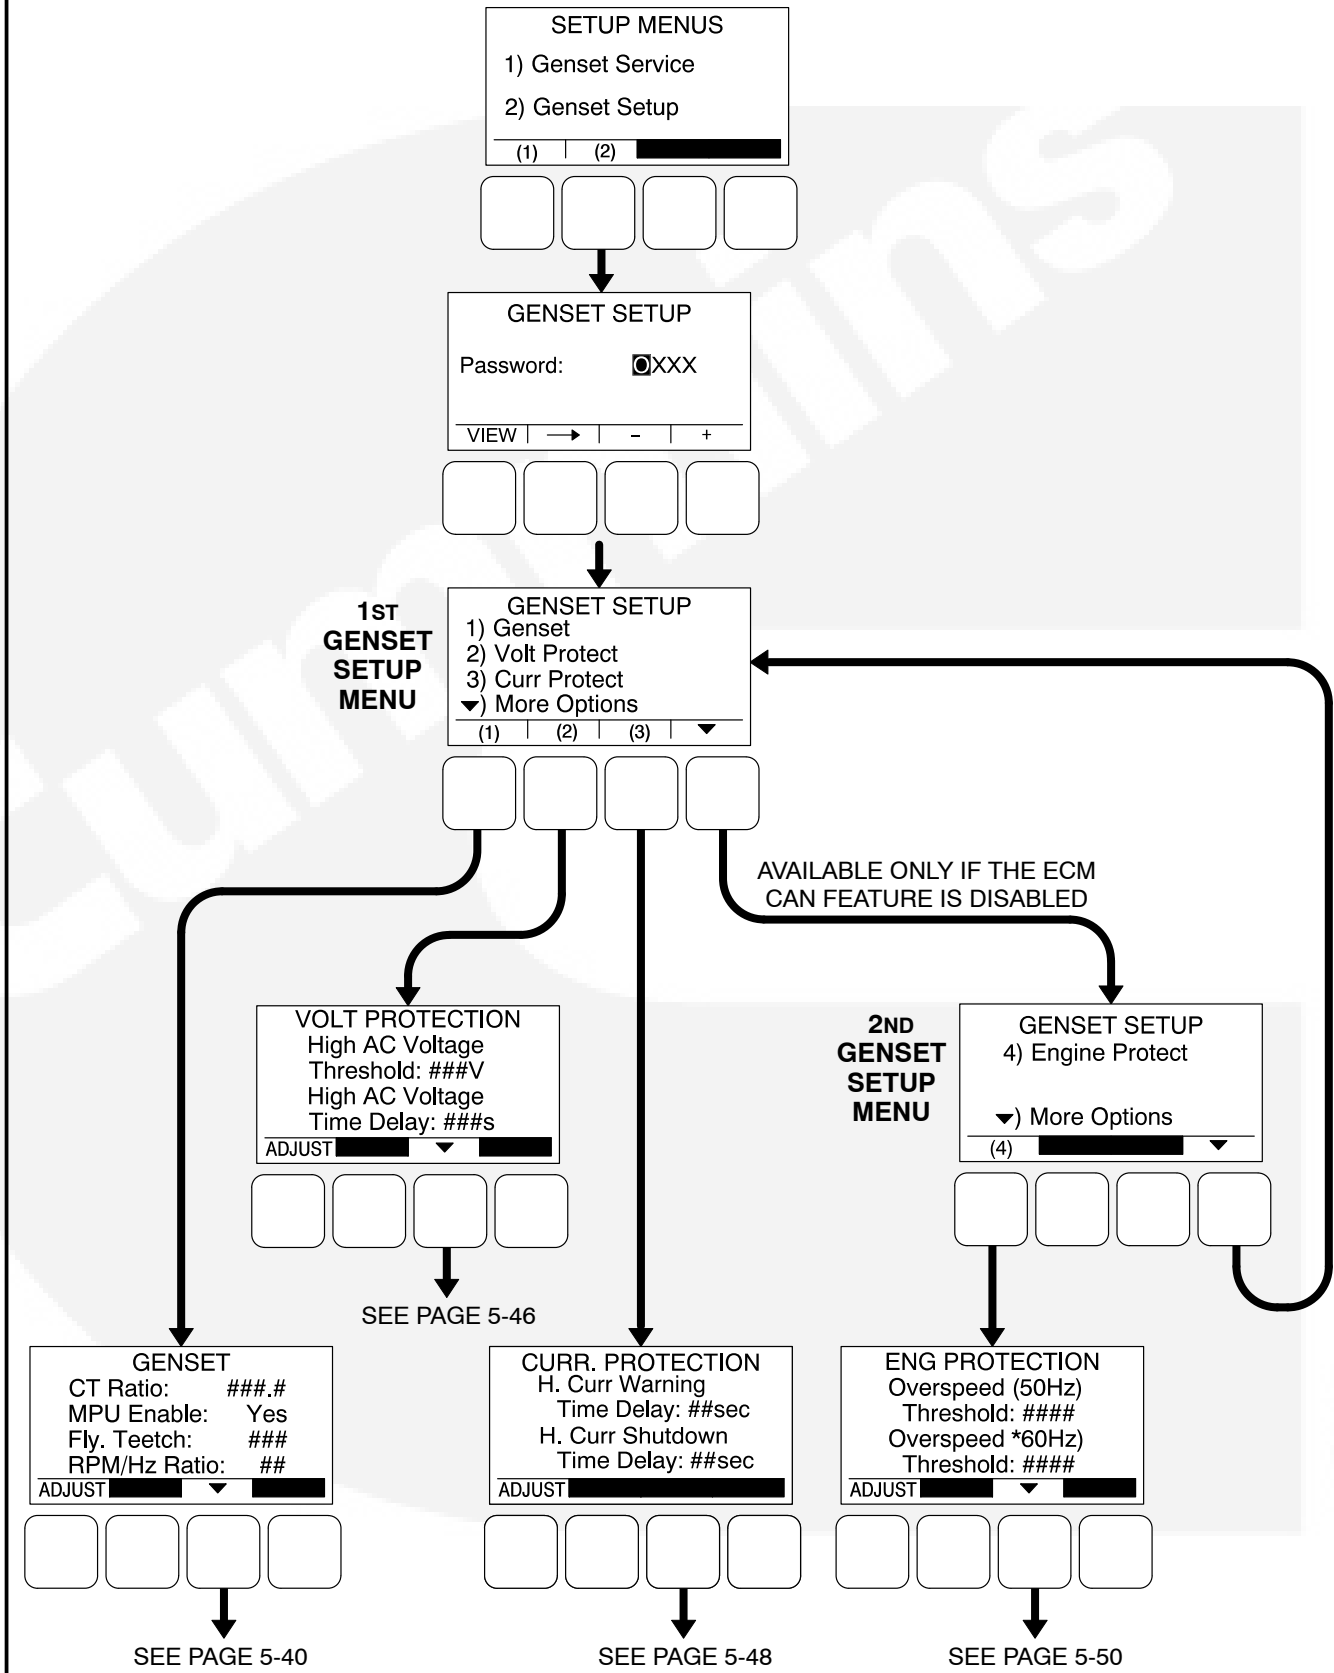 SETUP MENUS
1) Genset Service
2) Genset Setup
(1) (2)
GENSET SETUP
Password: 0XXX
VIEW → - +
1ST
GENSET
SETUP
MENU
GENSET SETUP
1) Genset
2) Volt Protect
3) Curr Protect
▼) More Options
(1) (2) (3) ▼
AVAILABLE ONLY IF THE ECM
CAN FEATURE IS DISABLED
VOLT PROTECTION
High AC Voltage
Threshold: ###V
High AC Voltage
Time Delay: ###s
ADJUST ▼
SEE PAGE 5-46
2ND
GENSET
SETUP
MENU
GENSET SETUP
4) Engine Protect
▼) More Options
(4) ▼
GENSET
CT Ratio: ###.#
MPU Enable: Yes
Fly. Teetch: ###
RPM/Hz Ratio: ##
ADJUST ▼
SEE PAGE 5-40
CURR. PROTECTION
H. Curr Warning
Time Delay: ##sec
H. Curr Shutdown
Time Delay: ##sec
ADJUST
SEE PAGE 5-48
ENG PROTECTION
Overspeed (50Hz)
Threshold: ####
Overspeed *60Hz)
Threshold: ####
ADJUST ▼
SEE PAGE 5-50
Cummins